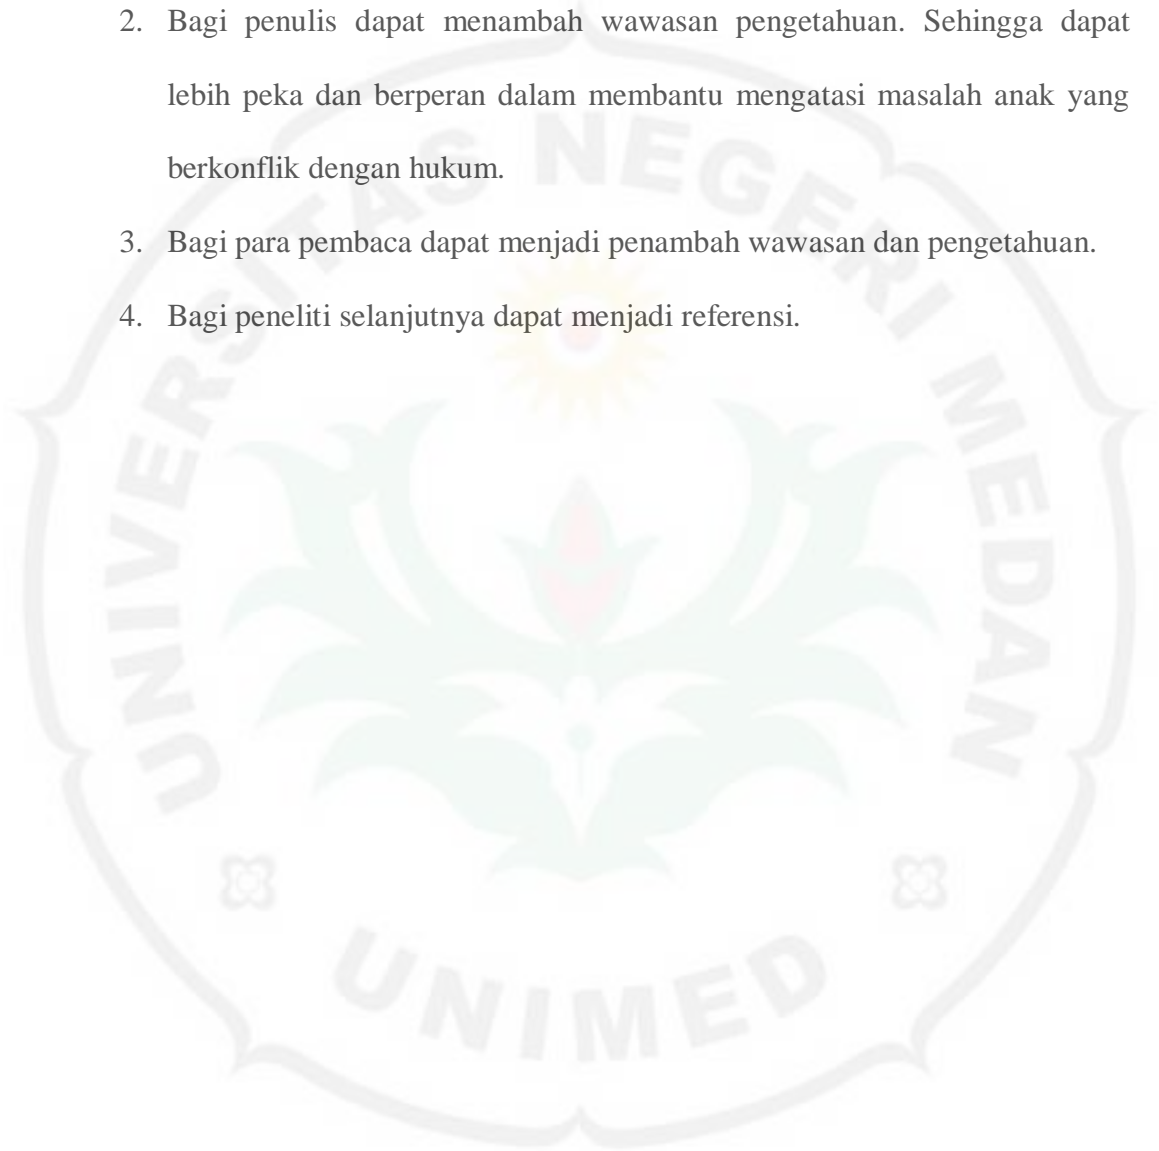 2. Bagi penulis dapat menambah wawasan pengetahuan. Sehingga dapat
lebih peka dan berperan dalam membantu mengatasi masalah anak yang
berkonflik dengan hukum.
3. Bagi para pembaca dapat menjadi penambah wawasan dan pengetahuan.
4. Bagi peneliti selanjutnya dapat menjadi referensi.
UNIVERSITAS NEGERI MEDAN
UNIMED